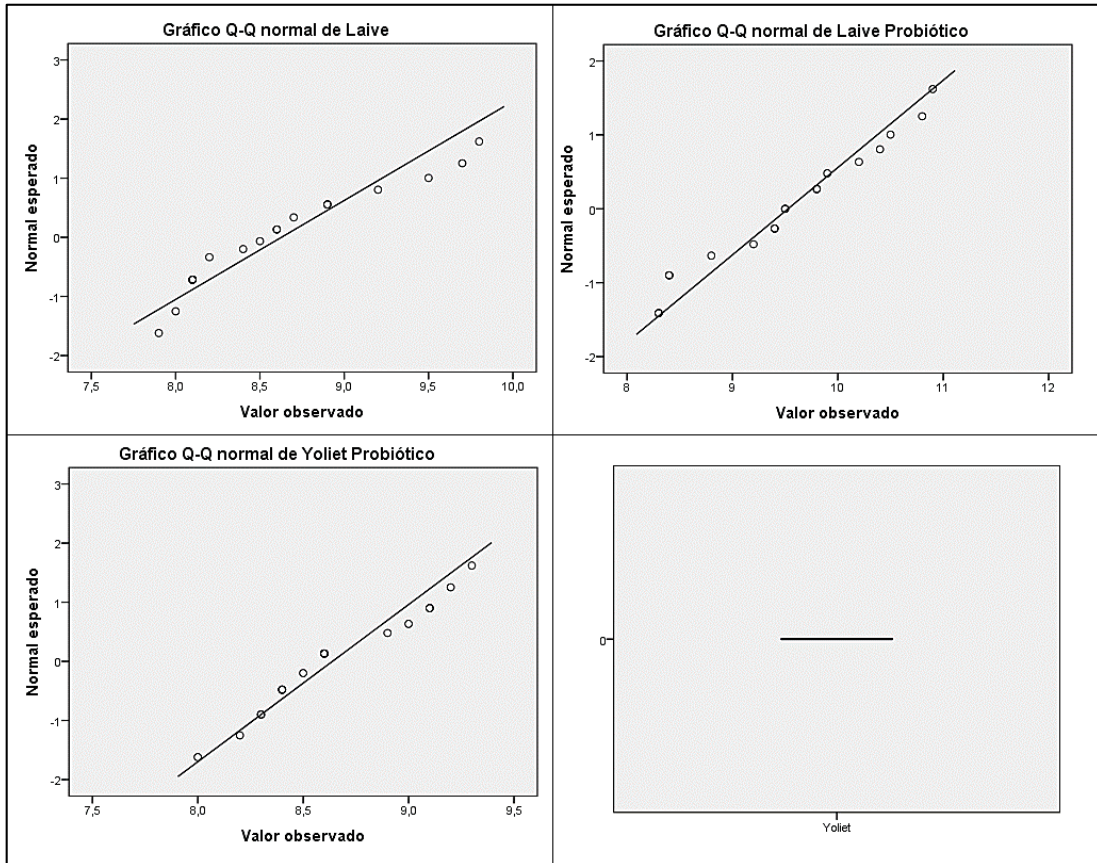 Gráfico Q-Q normal de Laive
Normal esperado
3
2
1
0
-1
-2
7,5 8,0 8,5 9,0 9,5 10,0
Valor observado
Gráfico Q-Q normal de Laive Probiótico
Normal esperado
2
1
0
-1
-2
8 9 10 11 12
Valor observado
Gráfico Q-Q normal de Yoliet Probiótico
Normal esperado
3
2
1
0
-1
-2
7,5 8,0 8,5 9,0 9,5
Valor observado
0
Yoliet